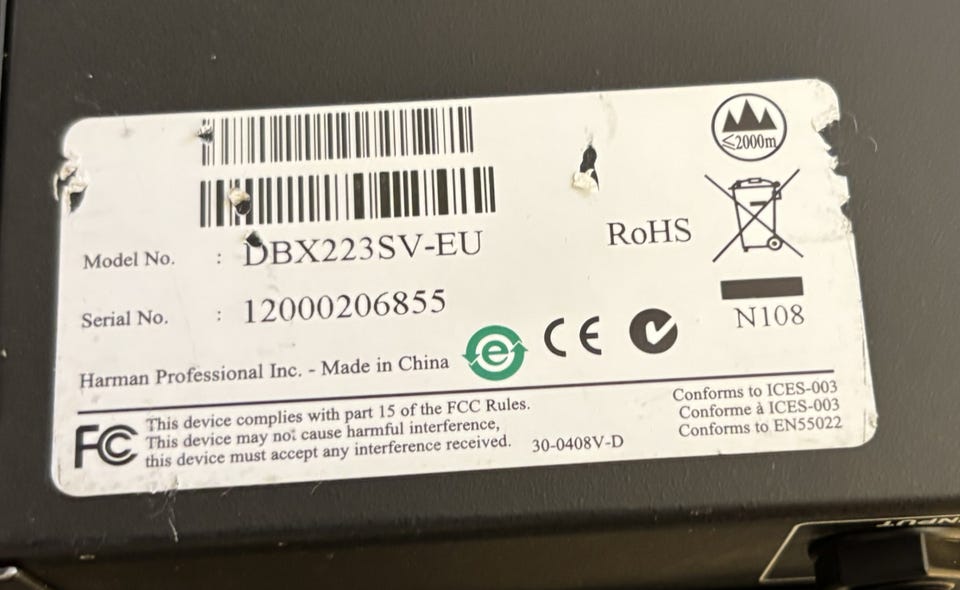 ≤2000m
Model No. : DBX223SV-EU
RoHS
Serial No. : 12000206855
N108
Harman Professional Inc. - Made in China
e CE
FC This device complies with part 15 of the FCC Rules.
This device may not cause harmful interference,
this device must accept any interference received.
30-0408V-D
Conforms to ICES-003
Conforme à ICES-003
Conforms to EN55022
INPUT